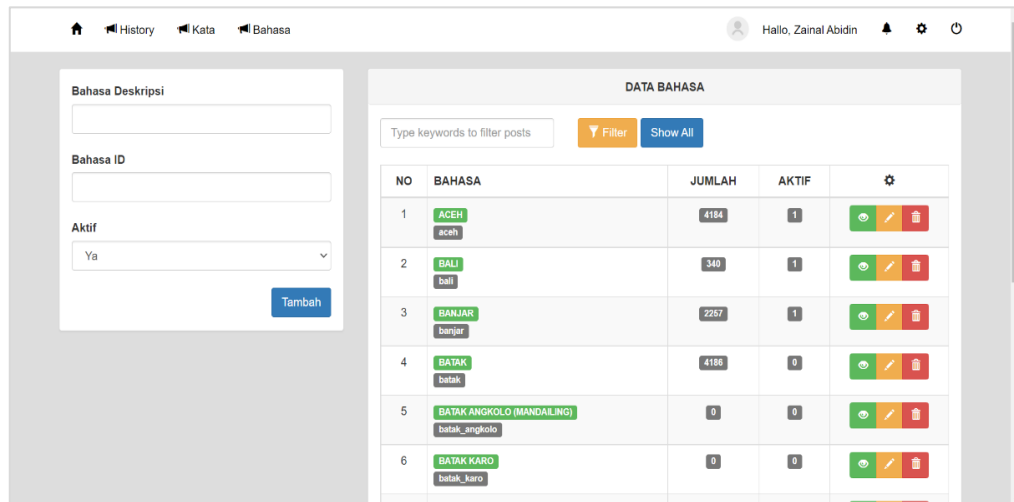 History Kata Bahasa Hallo, Zainal Abidin
Bahasa Deskripsi
Bahasa ID
Aktif
Ya
Tambah
DATA BAHASA
Type keywords to filter posts Filter Show All
NO BAHASA JUMLAH AKTIF
1 ACEH 4184 1
aceh
2 BALI 340 1
bali
3 BANJAR 2257 1
banjar
4 BATAK 4186 0
batak
5 BATAK ANGKOLO (MANDAILING) 0 0
batak_angkolo
6 BATAK KARO 0 0
batak_karo